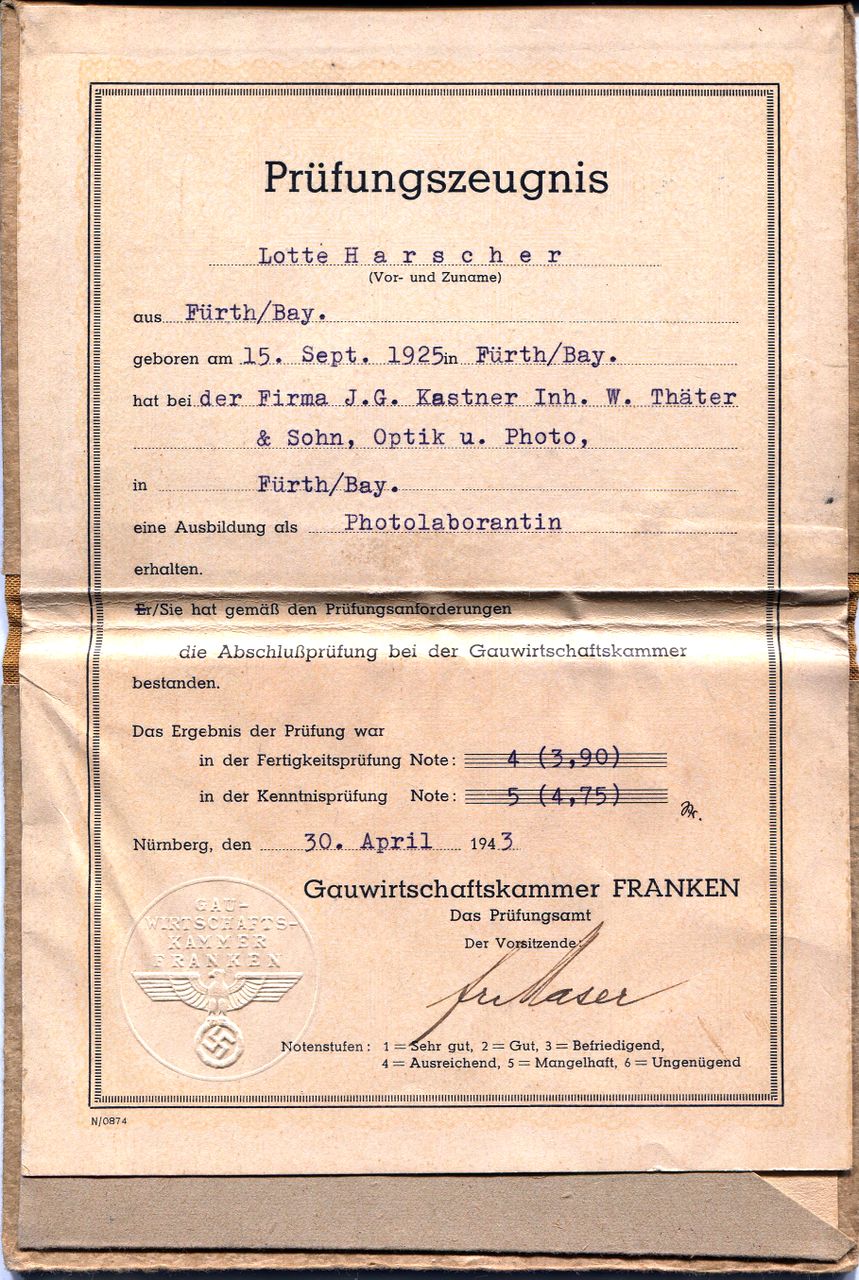 Prüfungszeugnis
Lotte Harscher
(Vor- und Zuname)
aus Fürth/Bay.
geboren am 15. Sept. 1925 in Fürth/Bay.
hat bei der Firma J.G. Kastner Inh. W. Thäter
& Sohn, Optik u. Photo,
in Fürth/Bay.
eine Ausbildung als Photolaborantin
erhalten.
Er/Sie hat gemäß den Prüfungsanforderungen
die Abschlußprüfung bei der Gauwirtschaftskammer
bestanden.
Das Ergebnis der Prüfung war
in der Fertigkeitsprüfung Note: 4 (3,90)
in der Kenntnisprüfung Note: 5 (4,75)
Nürnberg, den 30. April 1943
Gauwirtschaftskammer FRANKEN
Das Prüfungsamt
Der Vorsitzende:
GAU-
WIRTSCHAFTS-
KAMMER
FRANKEN
Notenstufen: 1 = Sehr gut, 2 = Gut, 3 = Befriedigend,
4 = Ausreichend, 5 = Mangelhaft, 6 = Ungenügend
N/0874